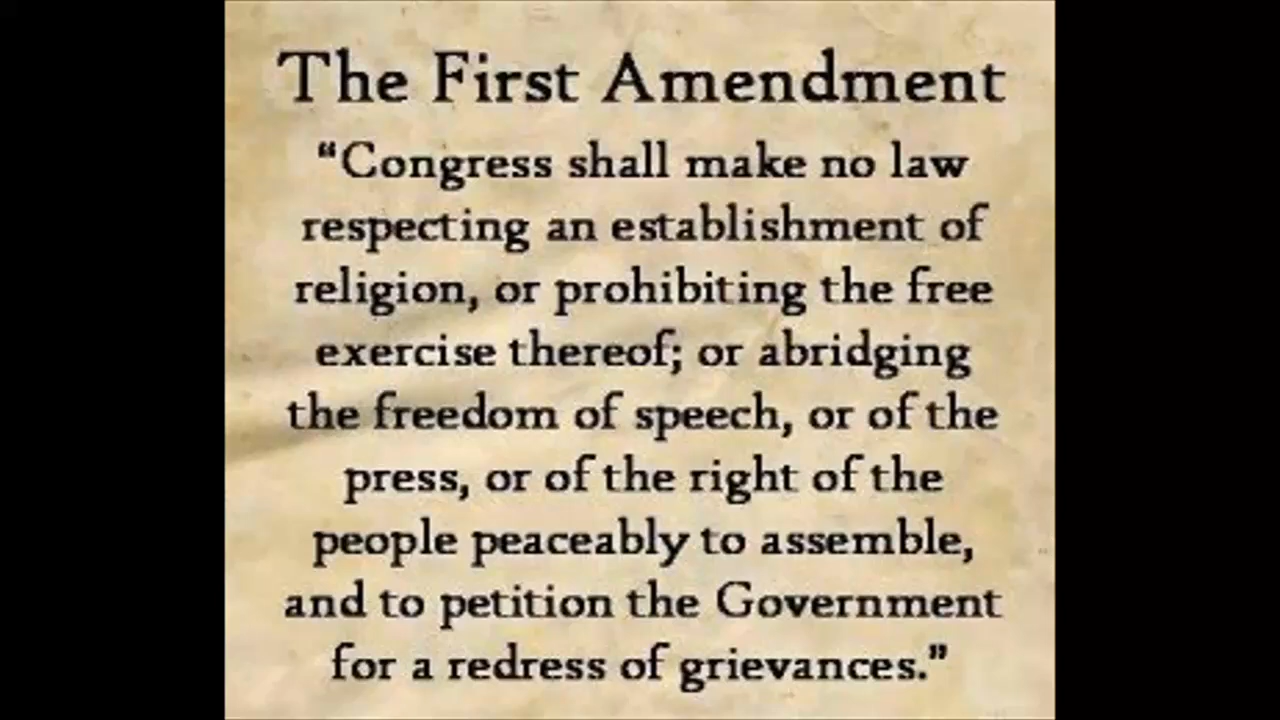 The First Amendment
“Congress shall make no law
respecting an establishment of
religion, or prohibiting the free
exercise thereof; or abridging
the freedom of speech, or of the
press, or of the right of the
people peaceably to assemble,
and to petition the Government
for a redress of grievances.”